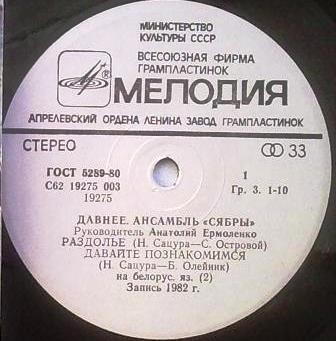 МИНИСТЕРСТВО
КУЛЬТУРЫ СССР
ВСЕСОЮЗНАЯ ФИРМА
ГРАМПЛАСТИНОК
МЕЛОДИЯ
АПРЕЛЕВСКИЙ ОРДЕНА ЛЕНИНА ЗАВОД ГРАМПЛАСТИНОК
СТЕРЕО 33
ГОСТ 5289-80 1
С62 19275 003 Гр. 3. 1-10
19275
ДАВНЕЕ. АНСАМБЛЬ «СЯБРЫ»
Руководитель Анатолий Ермоленко
РАЗДОЛЬЕ (Н. Сацура—С. Островой)
ДАВАЙТЕ ПОЗНАКОМИМСЯ
(Н. Сацура—Б. Олейник)
на белорус. яз. (2)
Запись 1982 г.